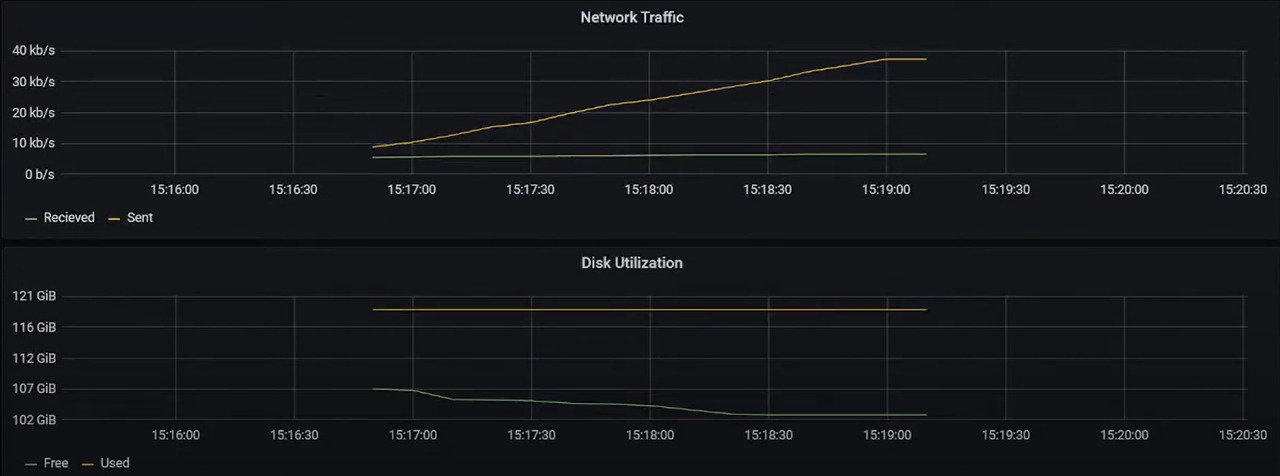 Network Traffic
40 kb/s
30 kb/s
20 kb/s
10 kb/s
0 b/s
15:16:00 15:16:30 15:17:00 15:17:30 15:18:00 15:18:30 15:19:00 15:19:30 15:20:00 15:20:30
Recieved Sent
Disk Utilization
121 GiB
116 GiB
112 GiB
107 GiB
102 GiB
15:16:00 15:16:30 15:17:00 15:17:30 15:18:00 15:18:30 15:19:00 15:19:30 15:20:00 15:20:30
Free Used